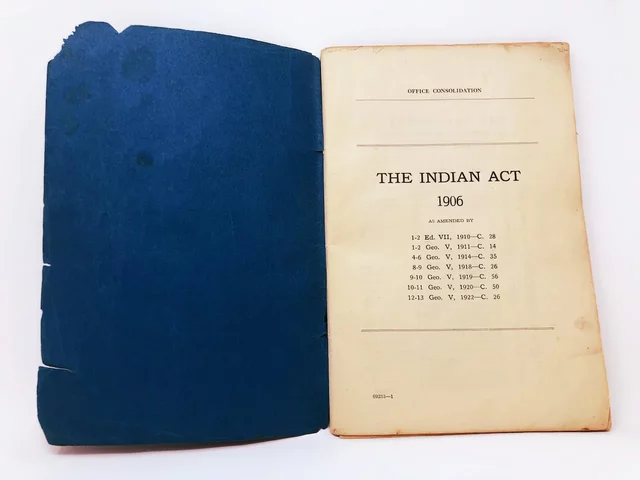 OFFICE CONSOLIDATION
THE INDIAN ACT
1906
AS AMENDED BY
1-2 Ed. VII, 1910—C. 28
1-2 Geo. V, 1911—C. 14
4-6 Geo. V, 1914—C. 35
8-9 Geo. V, 1918—C. 26
9-10 Geo. V, 1919—C. 56
10-11 Geo. V, 1920—C. 50
12-13 Geo. V, 1923—C. 26